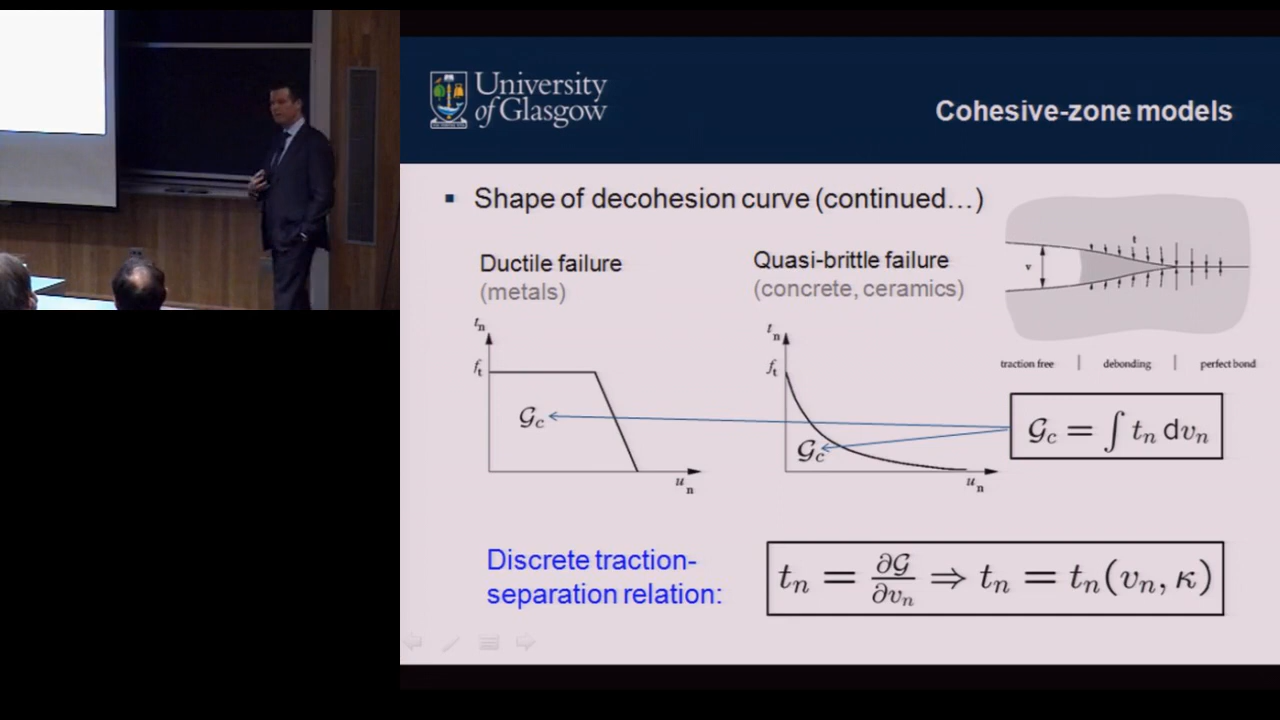 University
of Glasgow
Cohesive-zone models
▪ Shape of decohesion curve (continued…)
Ductile failure
(metals)
Quasi-brittle failure
(concrete, ceramics)
t
v
traction free | debonding | perfect bond
t_n
f_t
𝒢_c
u_n
t_n
f_t
𝒢_c
u_n
𝒢_c = ∫ t_n dv_n
Discrete traction-
separation relation:
t_n = ∂𝒢/∂v_n ⇒ t_n = t_n(v_n, κ)